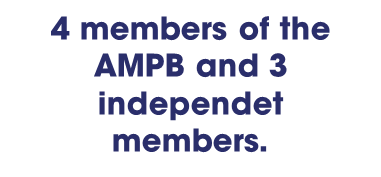 4 members of the
AMPB and 3
independet
members.